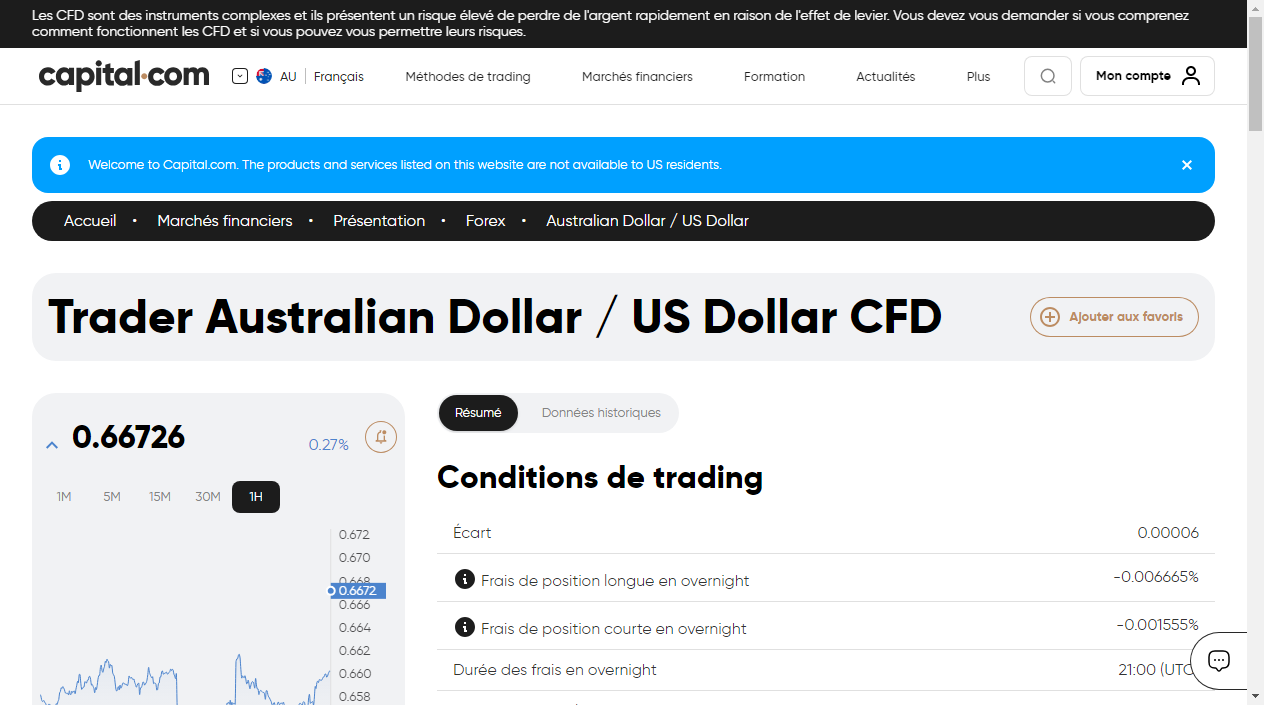 Les CFD sont des instruments complexes et ils présentent un risque élevé de perdre de l'argent rapidement en raison de l'effet de levier. Vous devez vous demander si vous comprenez
comment fonctionnent les CFD et si vous pouvez vous permettre leurs risques.
capital.com
AU Français Méthodes de trading Marchés financiers Formation Actualités Plus Mon compte
Welcome to Capital.com. The products and services listed on this website are not available to US residents.
Accueil • Marchés financiers • Présentation • Forex • Australian Dollar / US Dollar
Trader Australian Dollar / US Dollar CFD
Ajouter aux favoris
0.66726
0.27%
1M 5M 15M 30M 1H
0.672
0.670
0.668
0.6672
0.666
0.664
0.662
0.660
0.658
Résumé Données historiques
Conditions de trading
Écart 0.00006
Frais de position longue en overnight -0.006665%
Frais de position courte en overnight -0.001555%
Durée des frais en overnight 21:00 (UTC